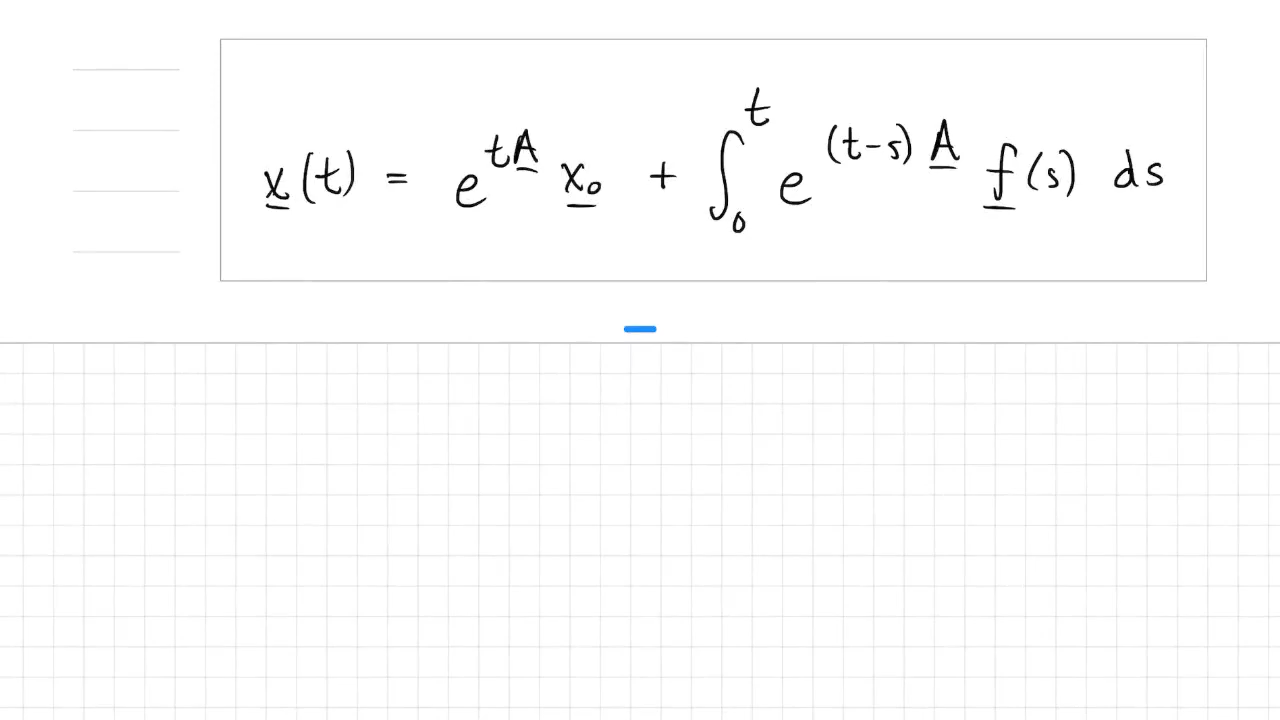 x(t) = e^{tA} x₀ + ∫₀^t e^{(t-s)A} f(s) ds